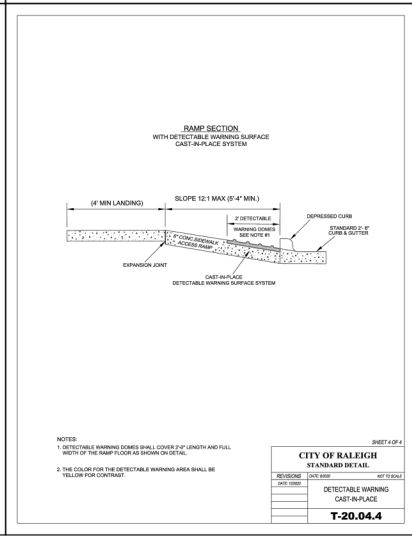 RAMP SECTION
WITH DETECTABLE WARNING SURFACE
CAST-IN-PLACE SYSTEM
(4' MIN LANDING)
SLOPE 12:1 MAX (5'-4" MIN.)
2' DETECTABLE
WARNING DOMES
SEE NOTE #1
DEPRESSED CURB
STANDARD 2'- 6"
CURB & GUTTER
CONC.SIDEWALK
ACCESS RAMP
EXPANSION JOINT
CAST-IN-PLACE
DETECTABLE WARNING SURFACE SYSTEM
NOTES:
1. DETECTABLE WARNING DOMES SHALL COVER 2'-0" LENGTH AND FULL
WIDTH OF THE RAMP FLOOR AS SHOWN ON DETAIL.
2. THE COLOR FOR THE DETECTABLE WARNING AREA SHALL BE
YELLOW FOR CONTRAST.
SHEET 4 OF 4
CITY OF RALEIGH
STANDARD DETAIL
REVISIONS
DATE:
NOT TO SCALE
DATE:
DETECTABLE WARNING
CAST-IN-PLACE
T-20.04.4